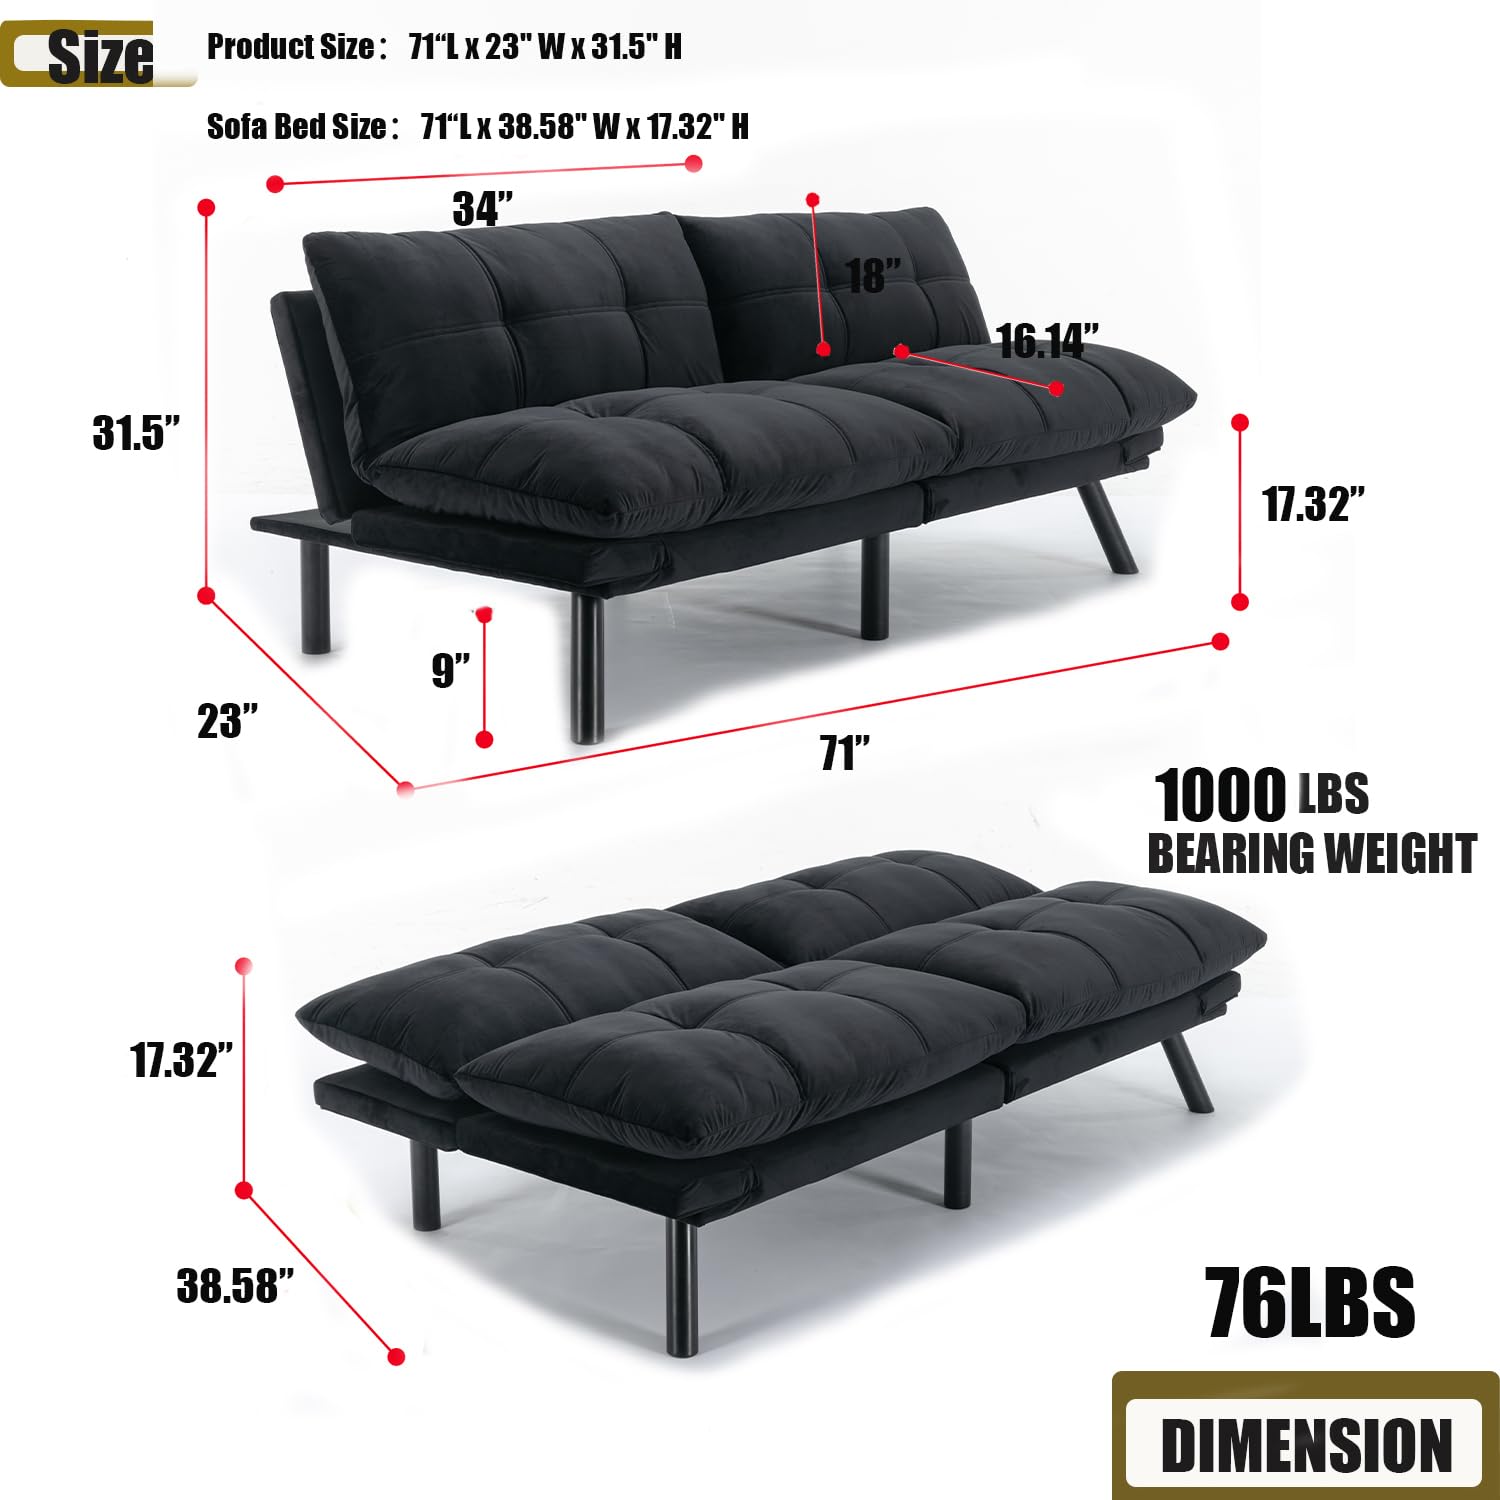 Size
Product Size: 71“L x 23" W x 31.5" H
Sofa Bed Size: 71“L x 38.58" W x 17.32" H
34”
18”
16.14”
31.5”
17.32”
9”
23”
71”
1000 LBS
BEARING WEIGHT
17.32”
38.58”
76LBS
DIMENSION